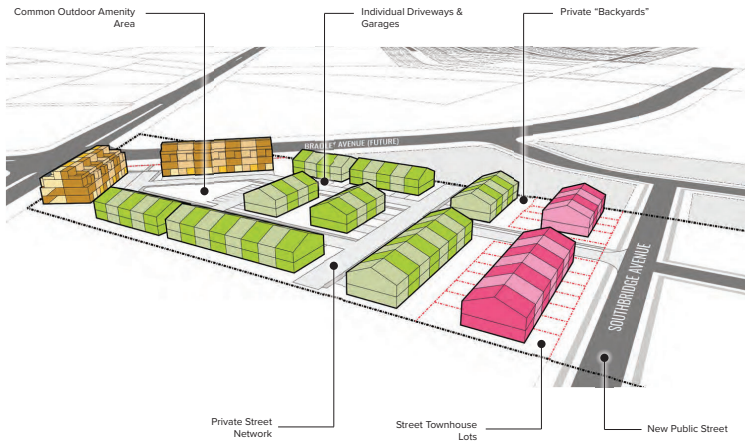 Common Outdoor Amenity
Area
Individual Driveways &
Garages
Private “Backyards”
BRADLEY AVENUE (FUTURE)
SOUTHBRIDGE AVENUE
Private Street
Network
Street Townhouse
Lots
New Public Street